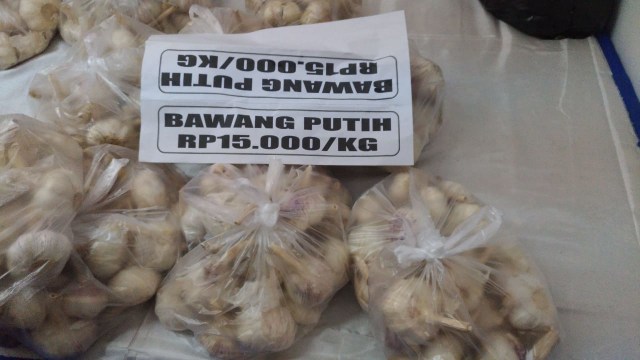 BAWANG PUTIH
RP15.000/KG
BAWANG PUTIH
RP15.000/KG